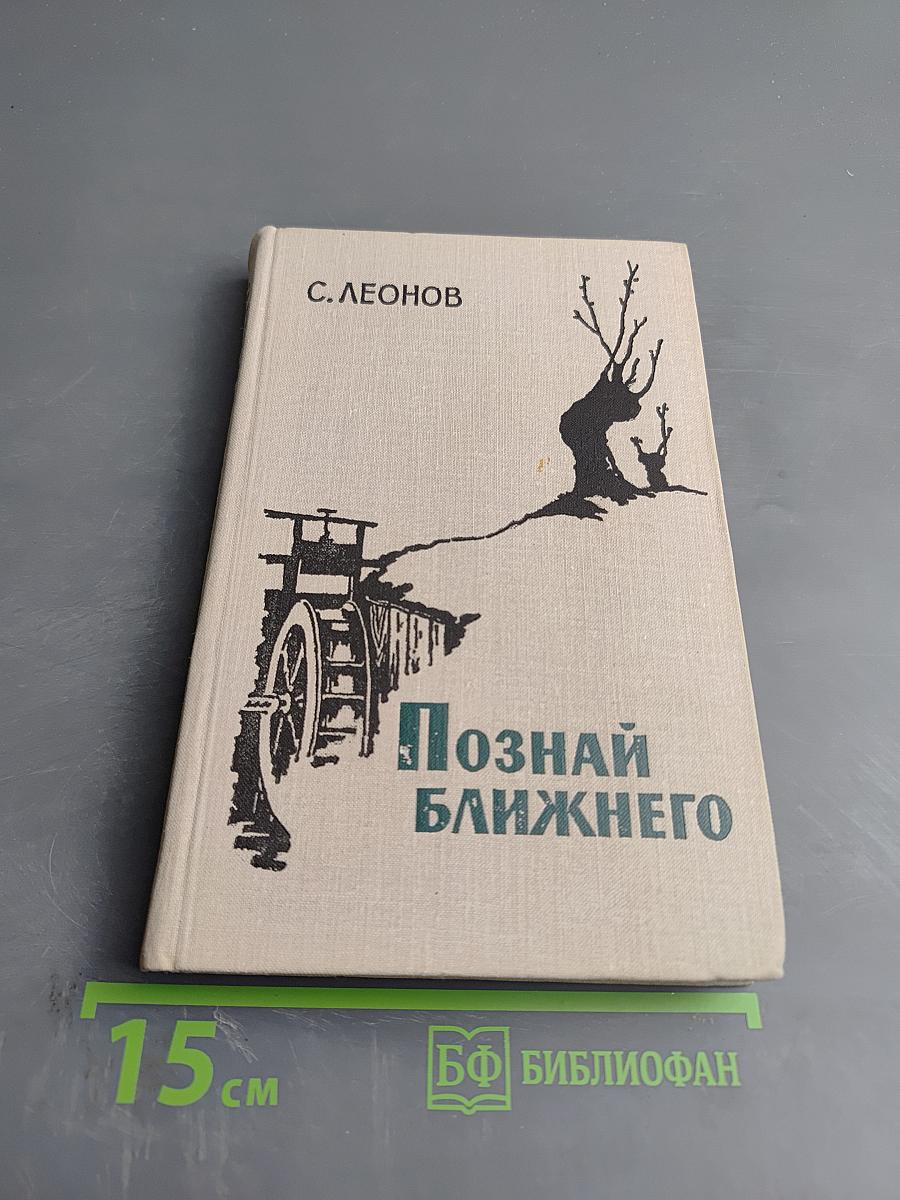 С. ЛЕОНОВ
ПОЗНАЙ
БЛИЖНЕГО
15 см
БФ БИБЛИОФАН